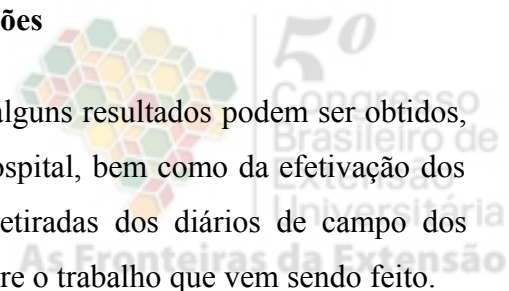 ões
alguns resultados podem ser obtidos,
ospital, bem como da efetivação dos
etiradas dos diários de campo dos
re o trabalho que vem sendo feito.
5º
Congresso
Brasileiro de
Extensão
Universitária
As Fronteiras da Extensão